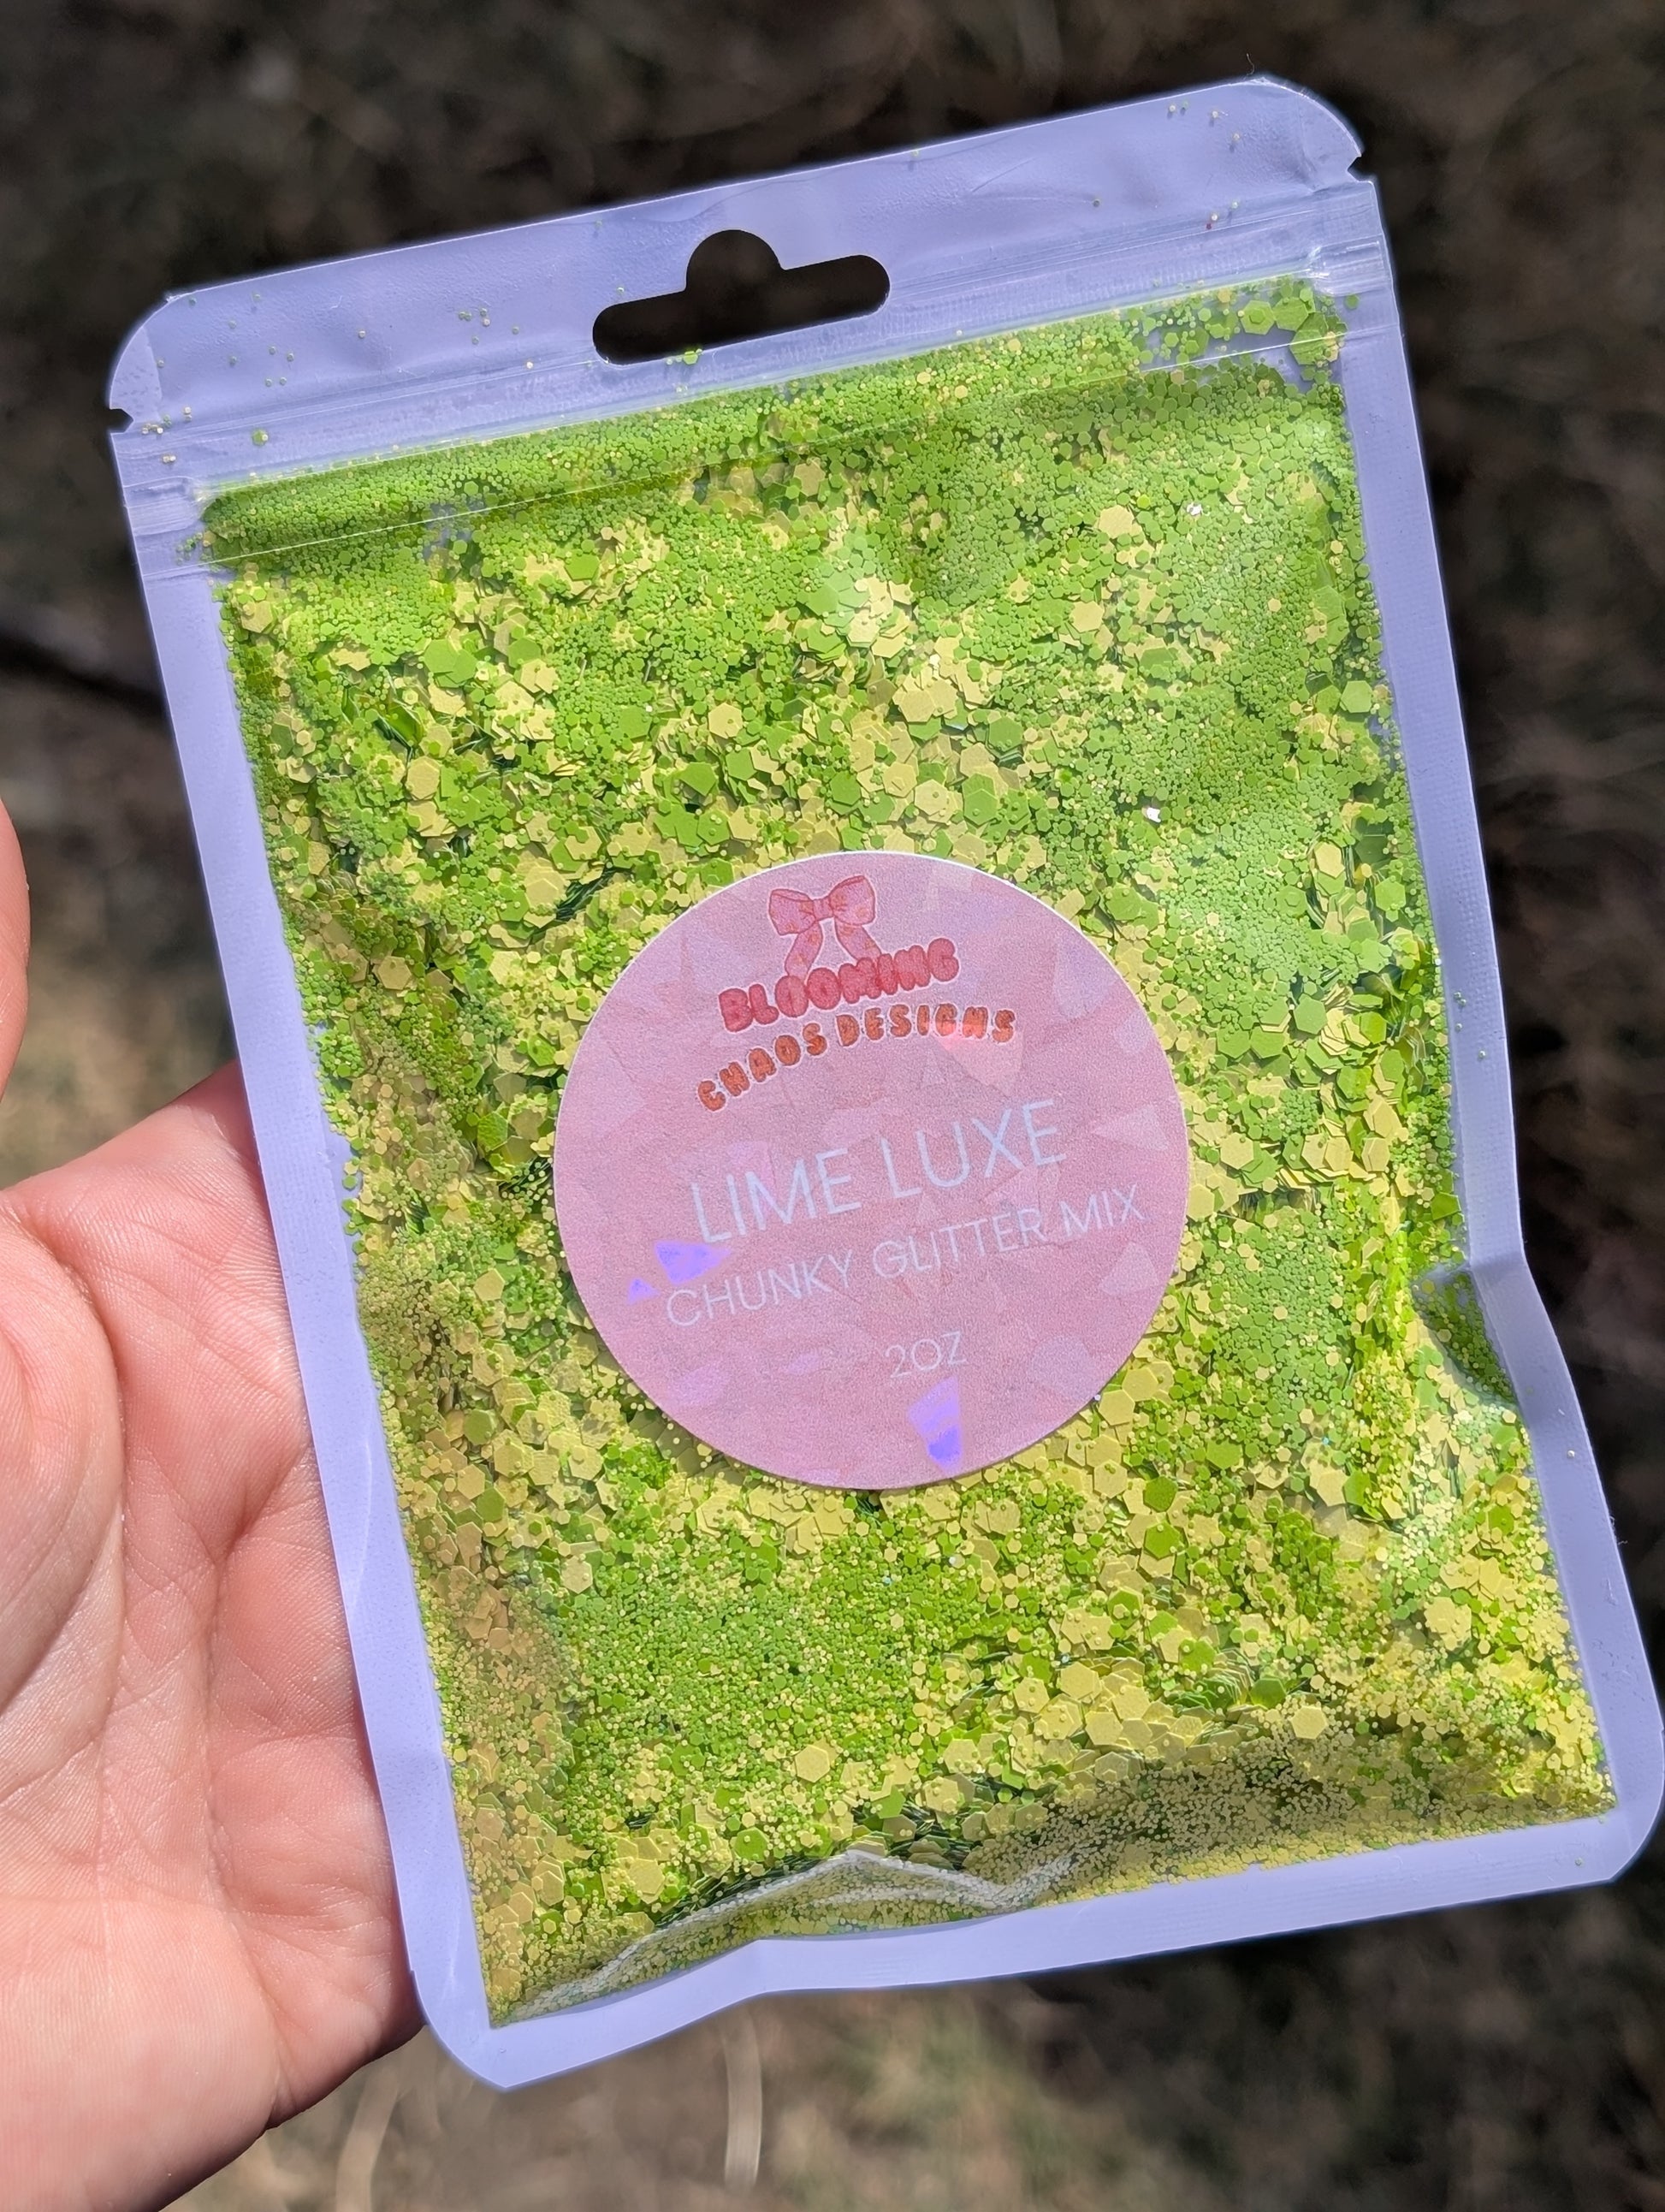 BLOOMING
CHAOS DESIGNS
LIME LUXE
CHUNKY GLITTER MIX
2OZ